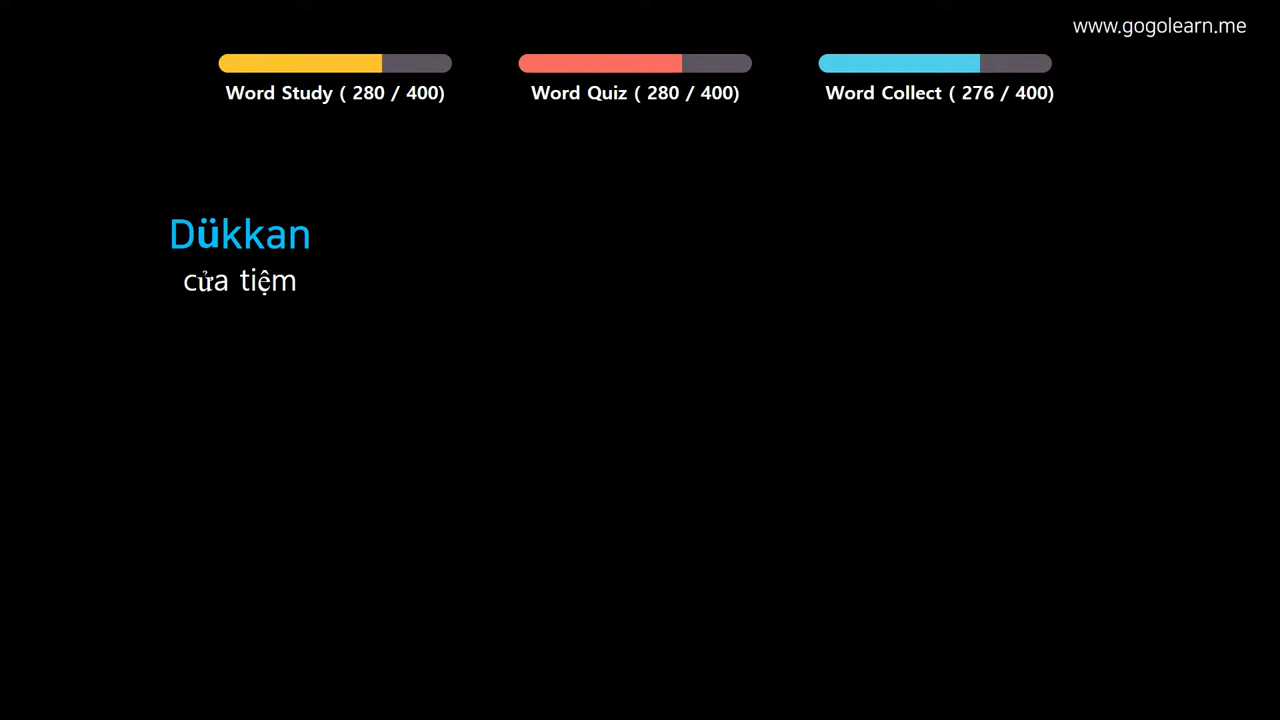 www.gogolearn.me
Word Study ( 280 / 400)
Word Quiz ( 280 / 400)
Word Collect ( 276 / 400)
Dükkan
cửa tiệm